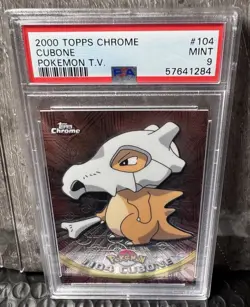 2000 TOPPS CHROME #104
CUBONE MINT
POKEMON T.V. 9
PSA 57641284
Topps
Chrome
#104 CUBONE